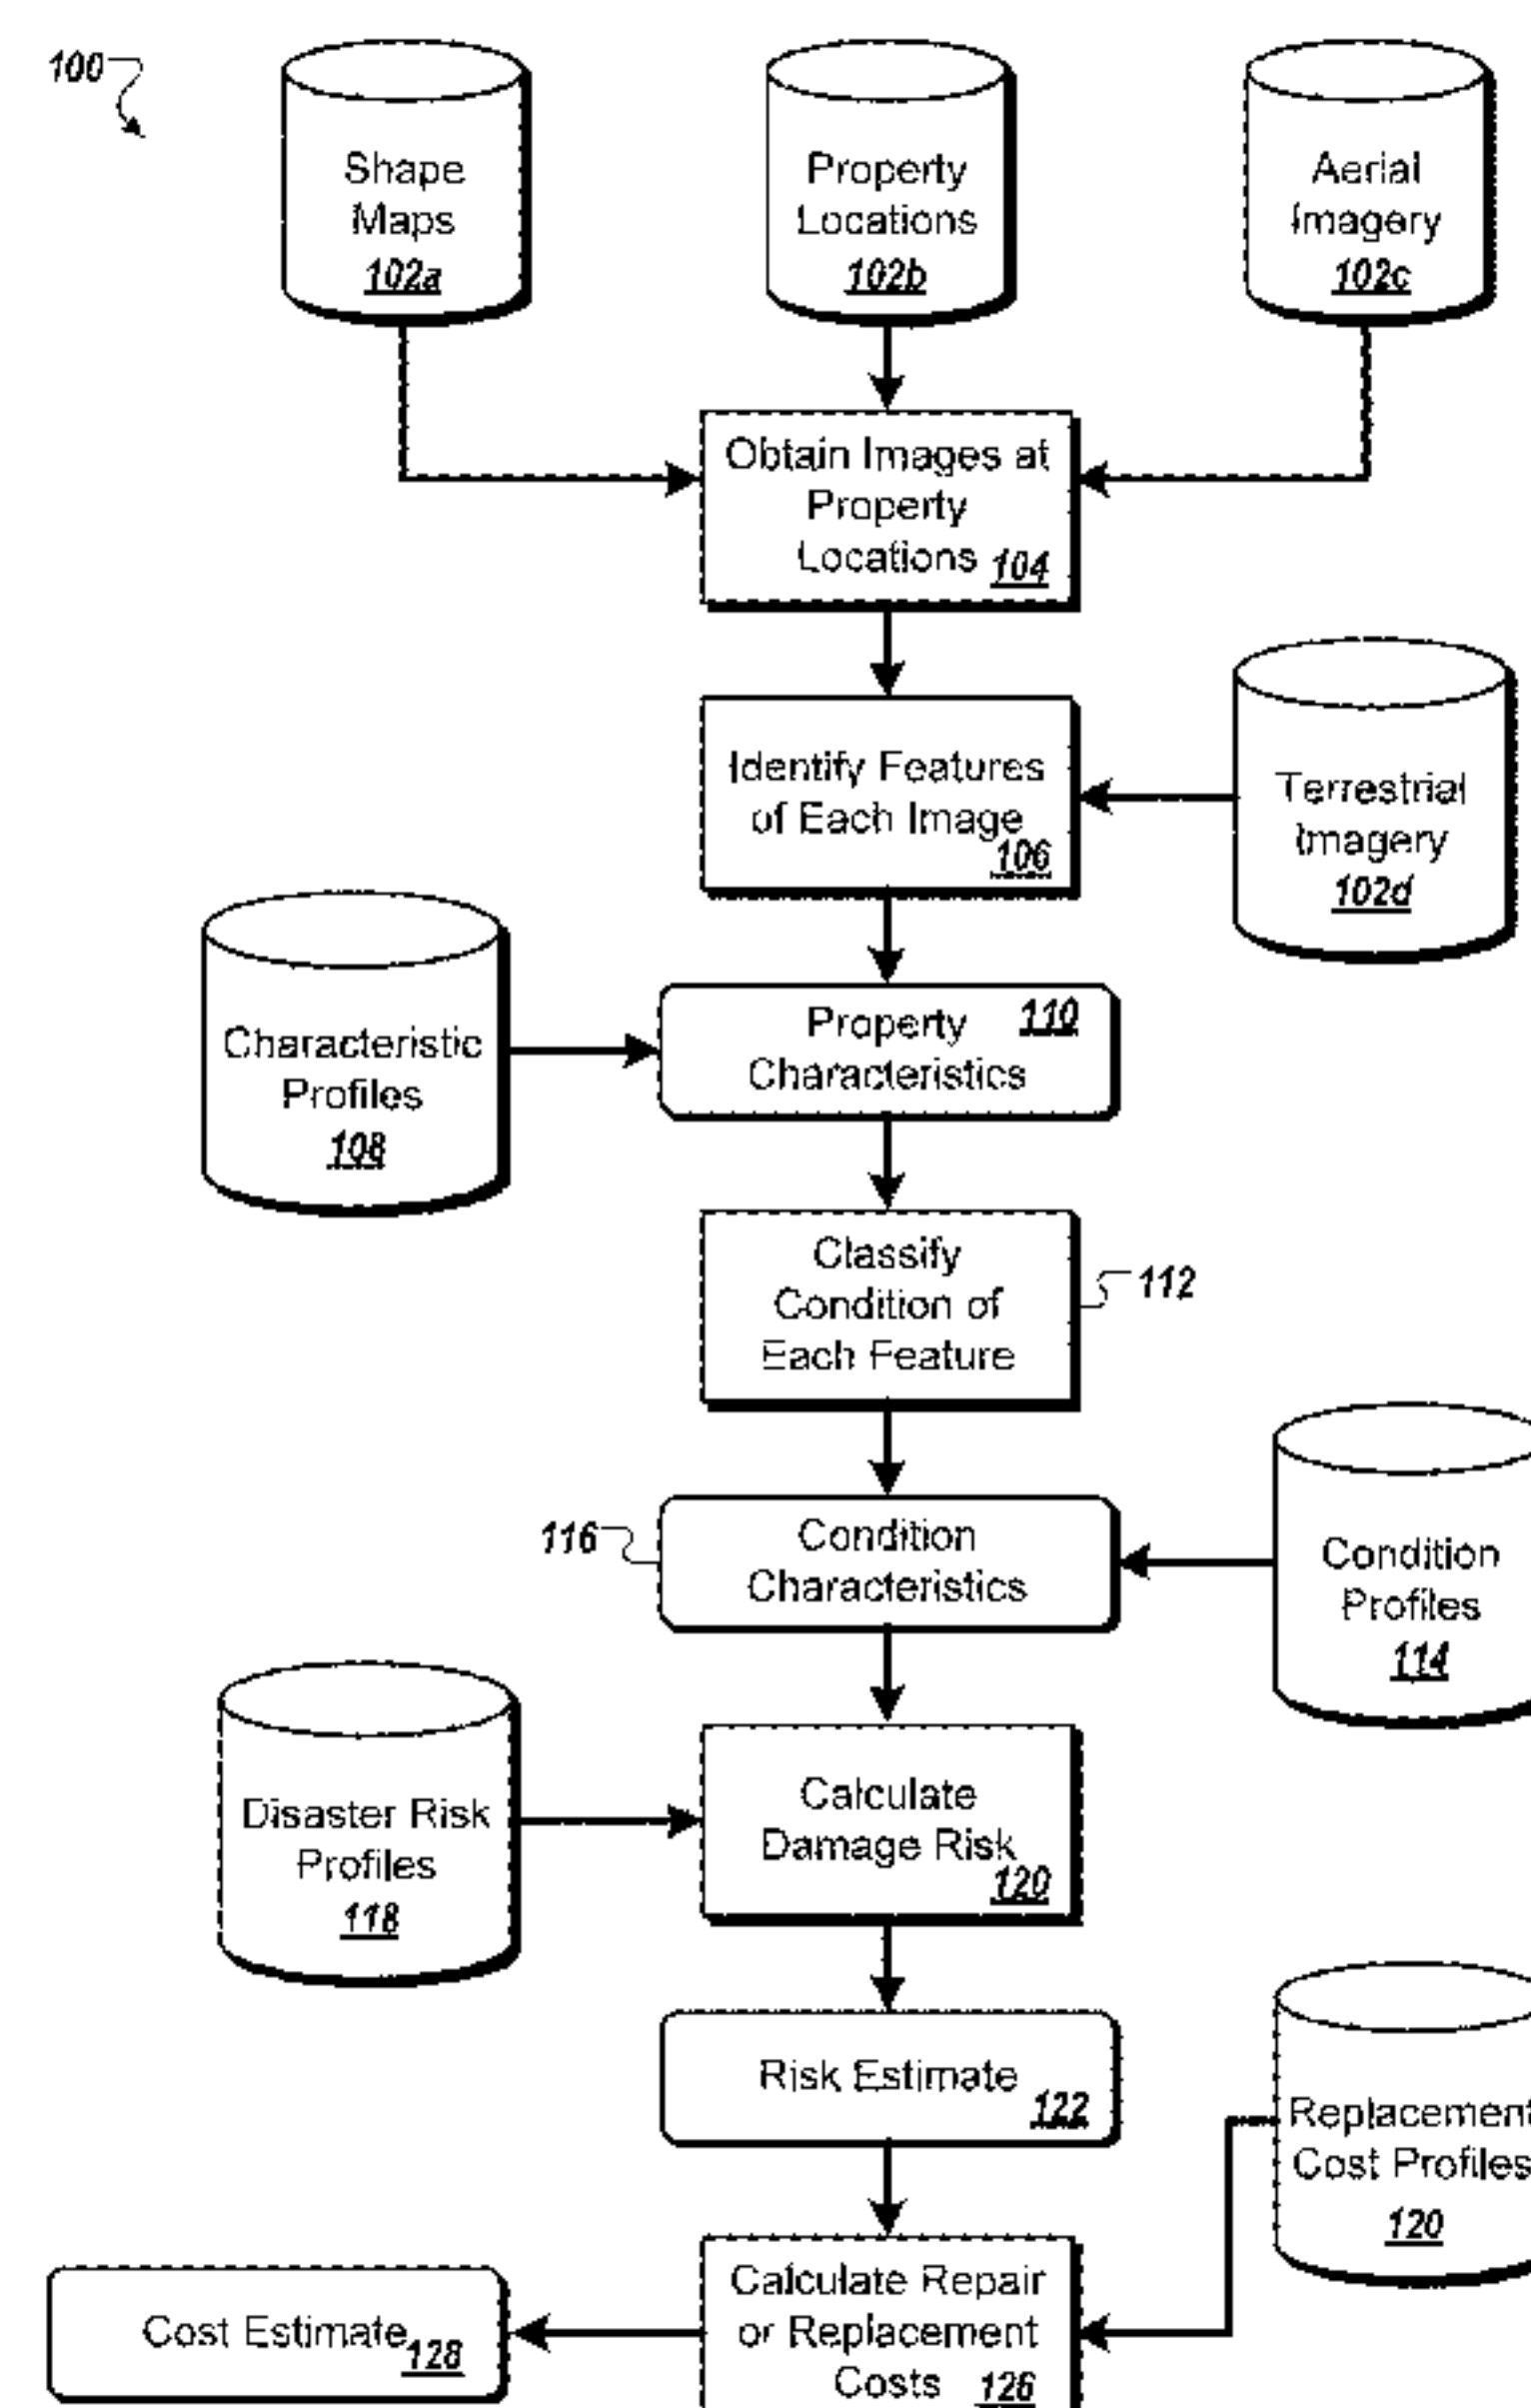 100
Shape
Maps
102a
Property
Locations
102b
Aerial
Imagery
102c
Obtain Images at
Property
Locations 104
Identify Features
of Each Image
106
Terrestrial
Imagery
102d
Characteristic
Profiles
108
Property 110
Characteristics
Classify
Condition of
Each Feature
112
116
Condition
Characteristics
Condition
Profiles
114
Disaster Risk
Profiles
118
Calculate
Damage Risk
120
Risk Estimate
122
Replacement
Cost Profiles
120
Calculate Repair
or Replacement
Costs 126
Cost Estimate
128